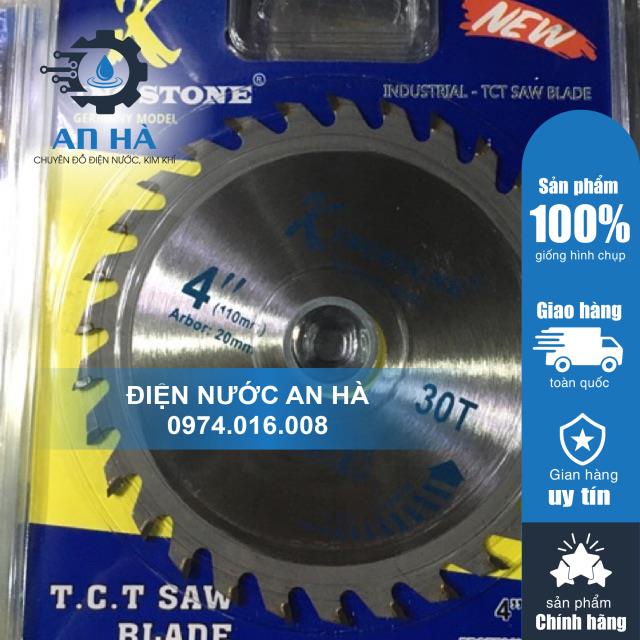 NEW
STONE®
GERMANY MODEL
INDUSTRIAL - TCT SAW BLADE
AN HÀ
CHUYÊN ĐỒ ĐIỆN NƯỚC, KIM KHÍ
Sản phẩm
100%
giống hình chụp
4"
(110mm)
Arbor: 20mm
Giao hàng
toàn quốc
ĐIỆN NƯỚC AN HÀ
0974.016.008
30T
Gian hàng
uy tín
T.C.T SAW
BLADE
4"
sản phẩm
Chính hãng